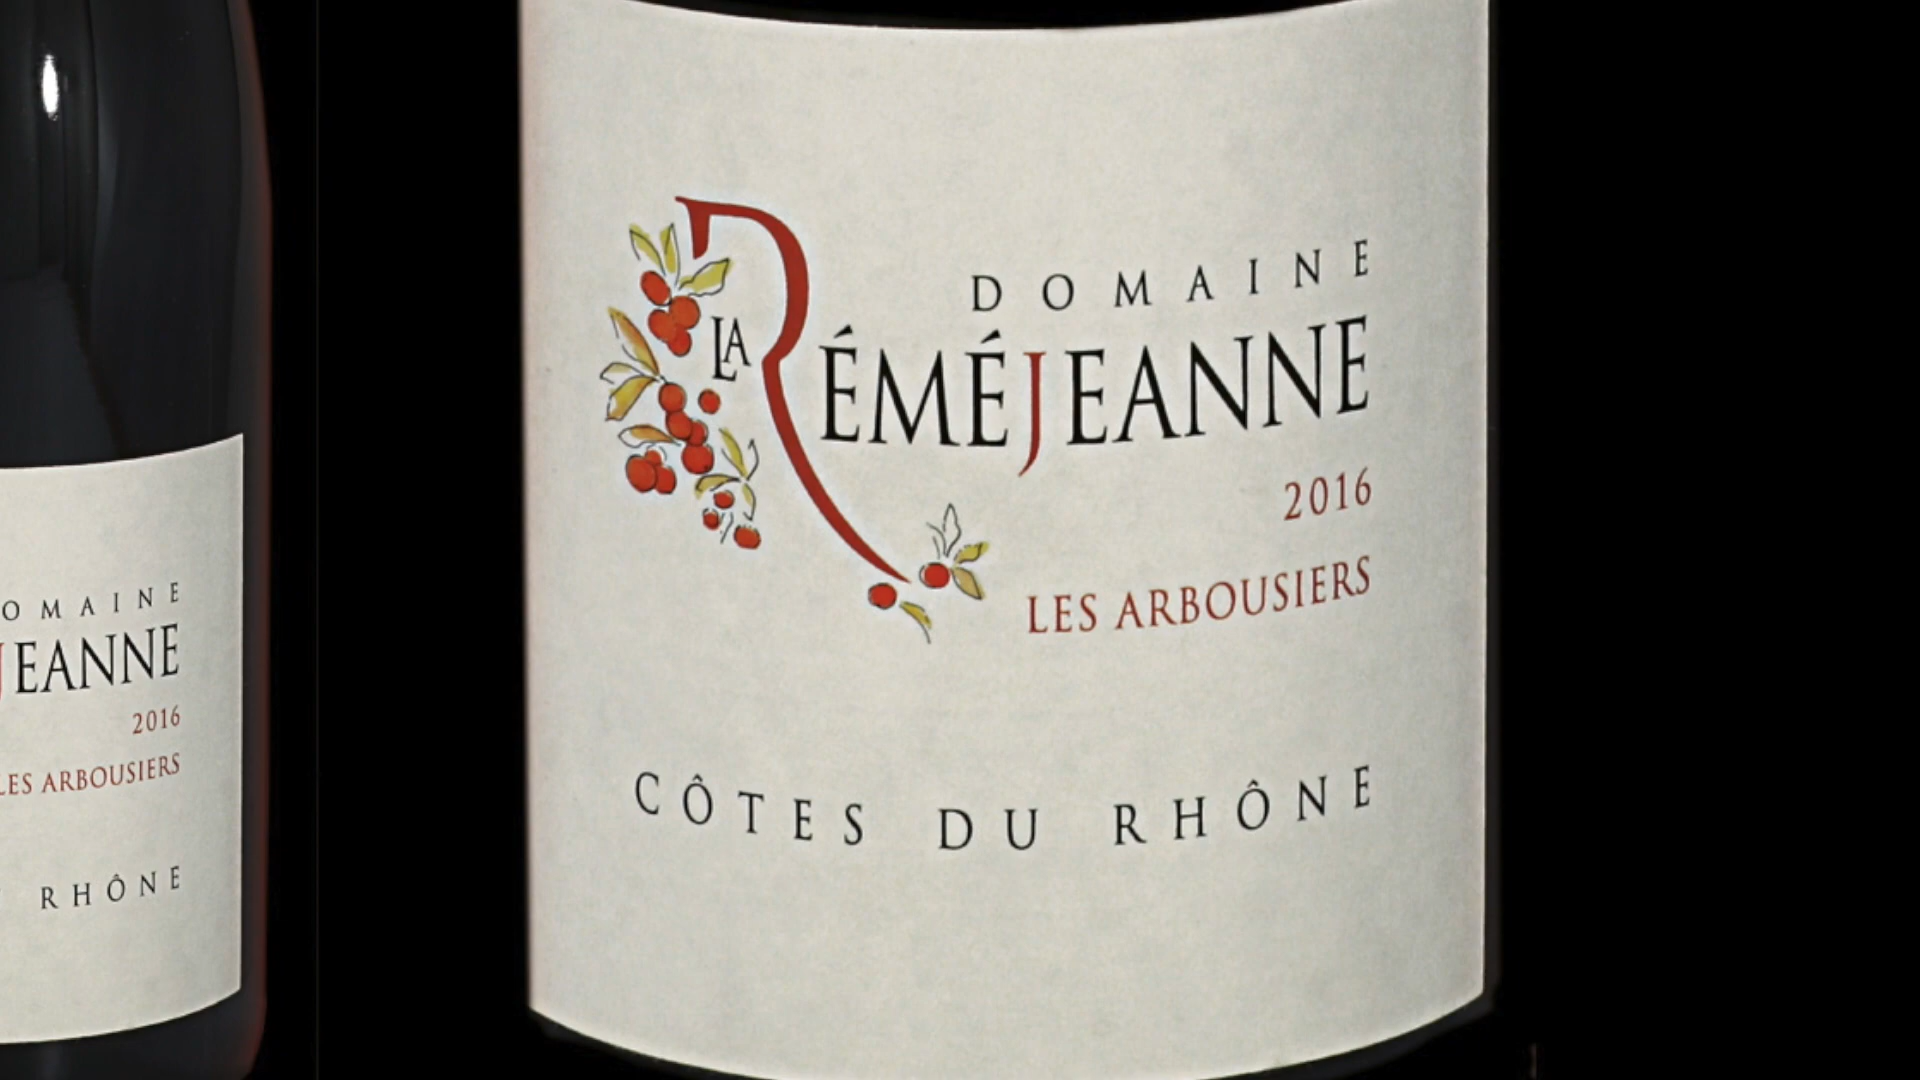 OMAINE
JEANNE
2016
LES ARBOUSIERS
RHÔNE
DOMAINE
LA RÉMÉJEANNE
2016
LES ARBOUSIERS
CÔTES DU RHÔNE